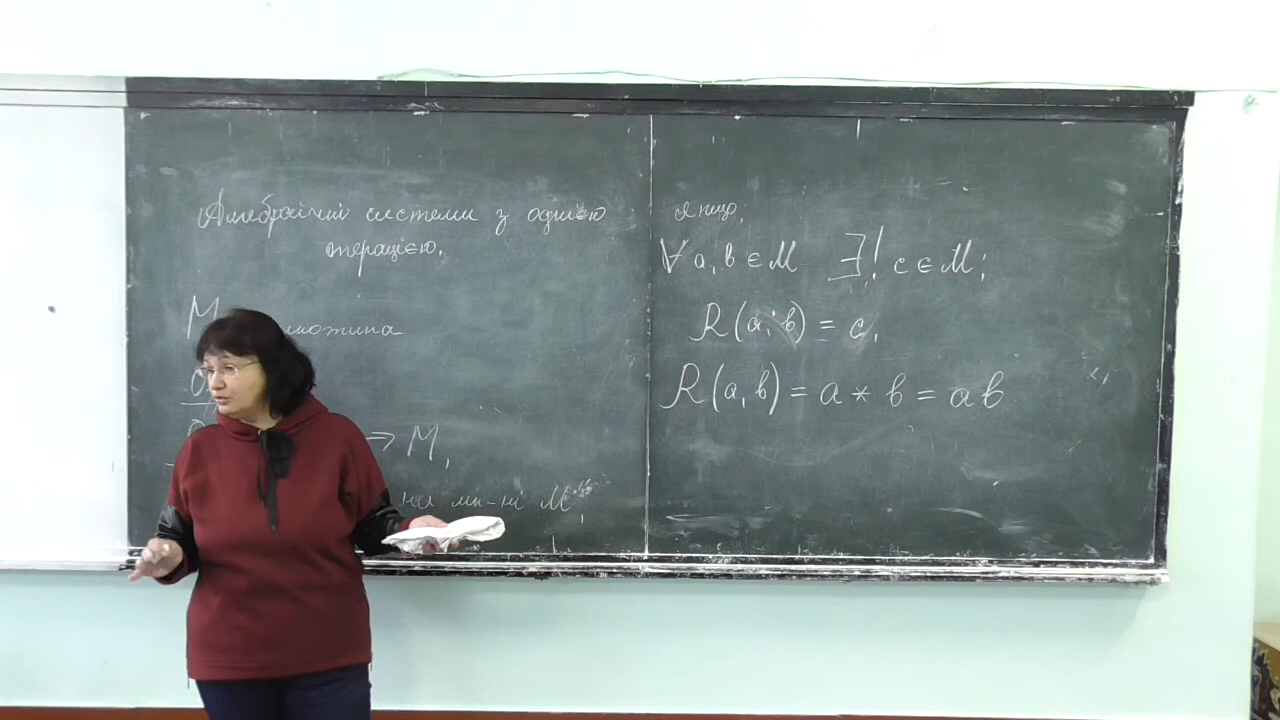 Алгебраїчні системи з однією
операцією.
M множина
→ M,
на мн-ні M
якщо,
∀ a, b ∈ M ∃! c ∈ M;
R(a; b) = c,
R(a, b) = a * b = ab